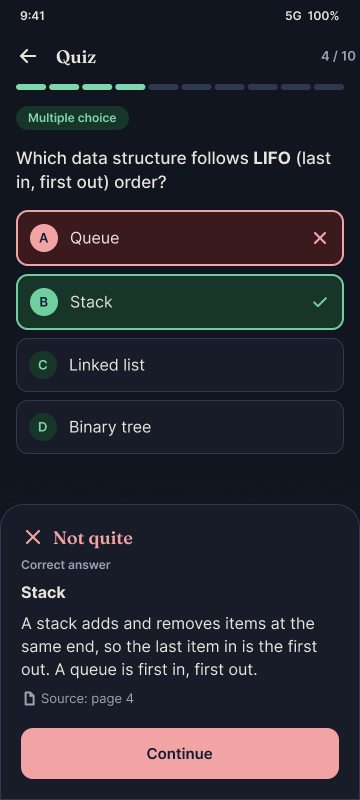 9:41
5G 100%
Quiz
4 / 10
Multiple choice
Which data structure follows LIFO (last
in, first out) order?
A Queue
B Stack
C Linked list
D Binary tree
Not quite
Correct answer
Stack
A stack adds and removes items at the
same end, so the last item in is the first
out. A queue is first in, first out.
Source: page 4
Continue